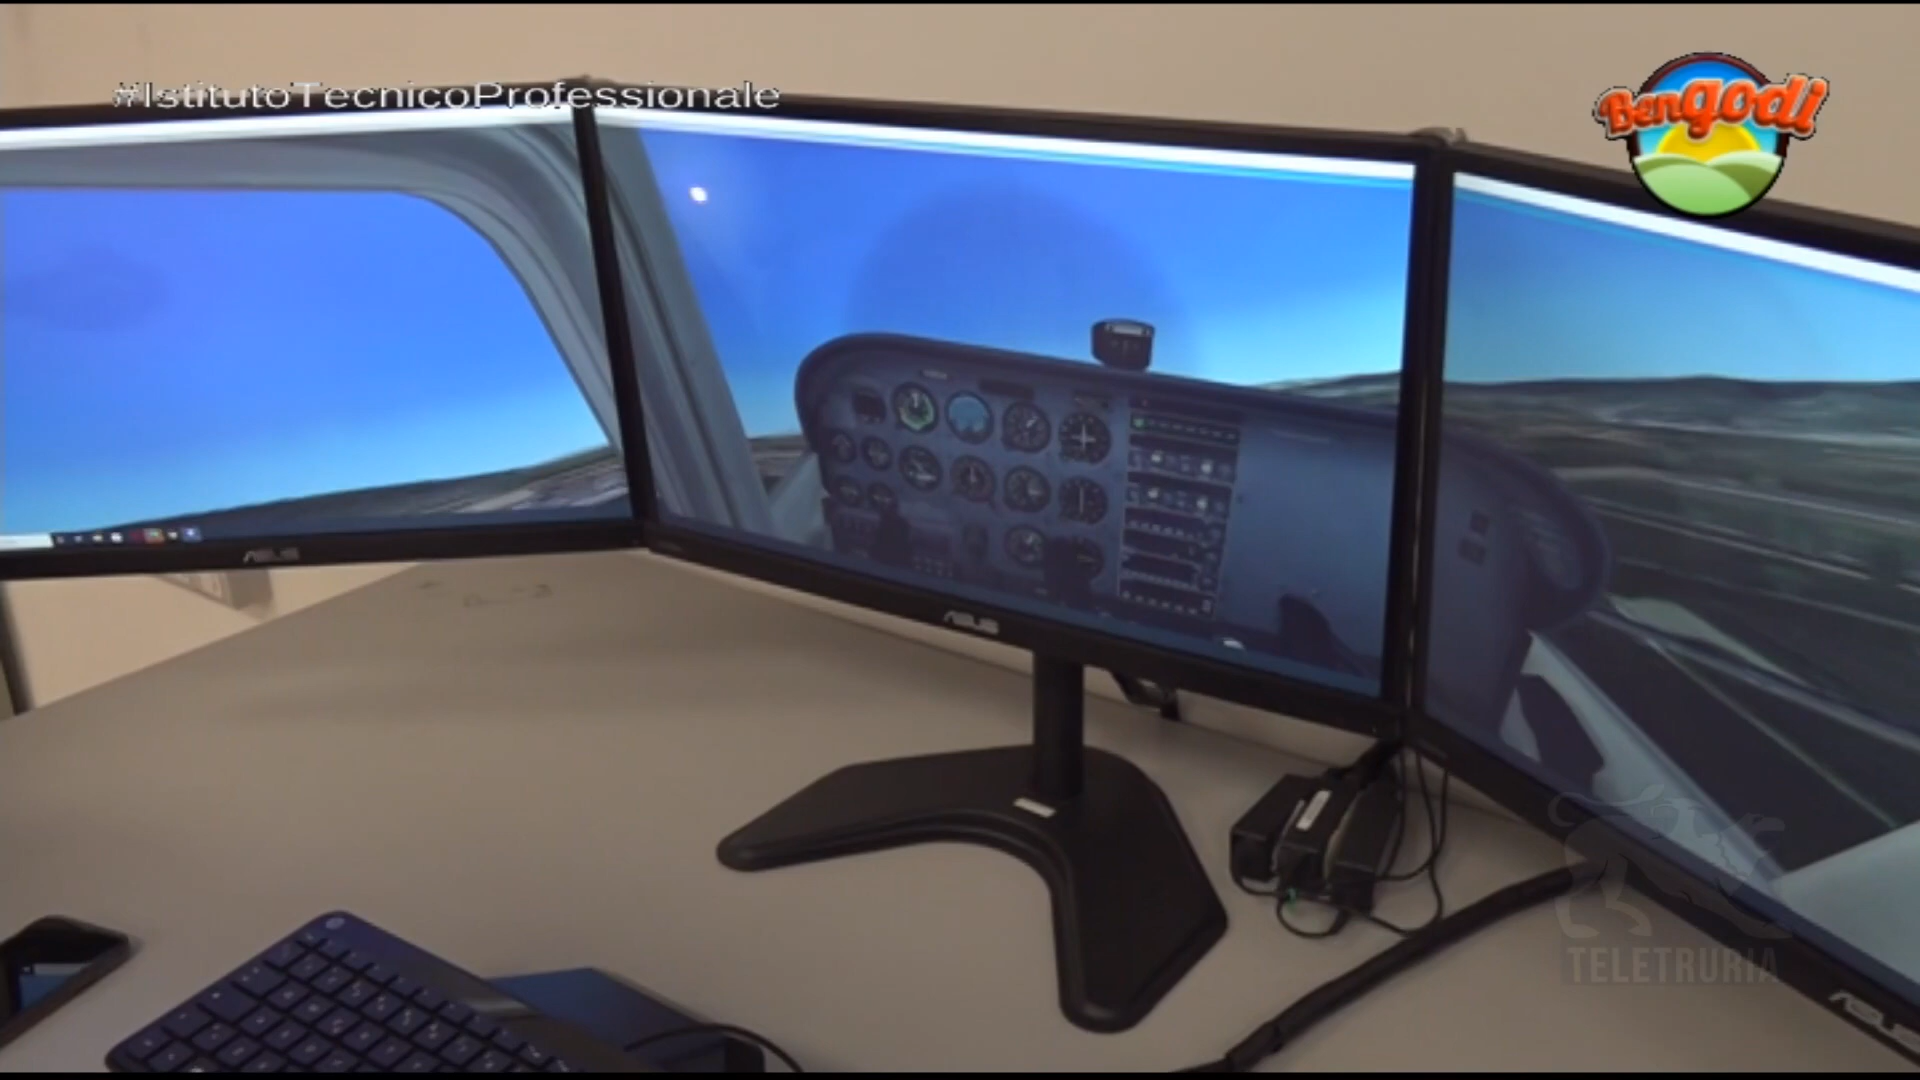 #IstitutoTecnicoProfessionale
Bengodi
ASUS
ASUS
ASUS
TELETRURIA